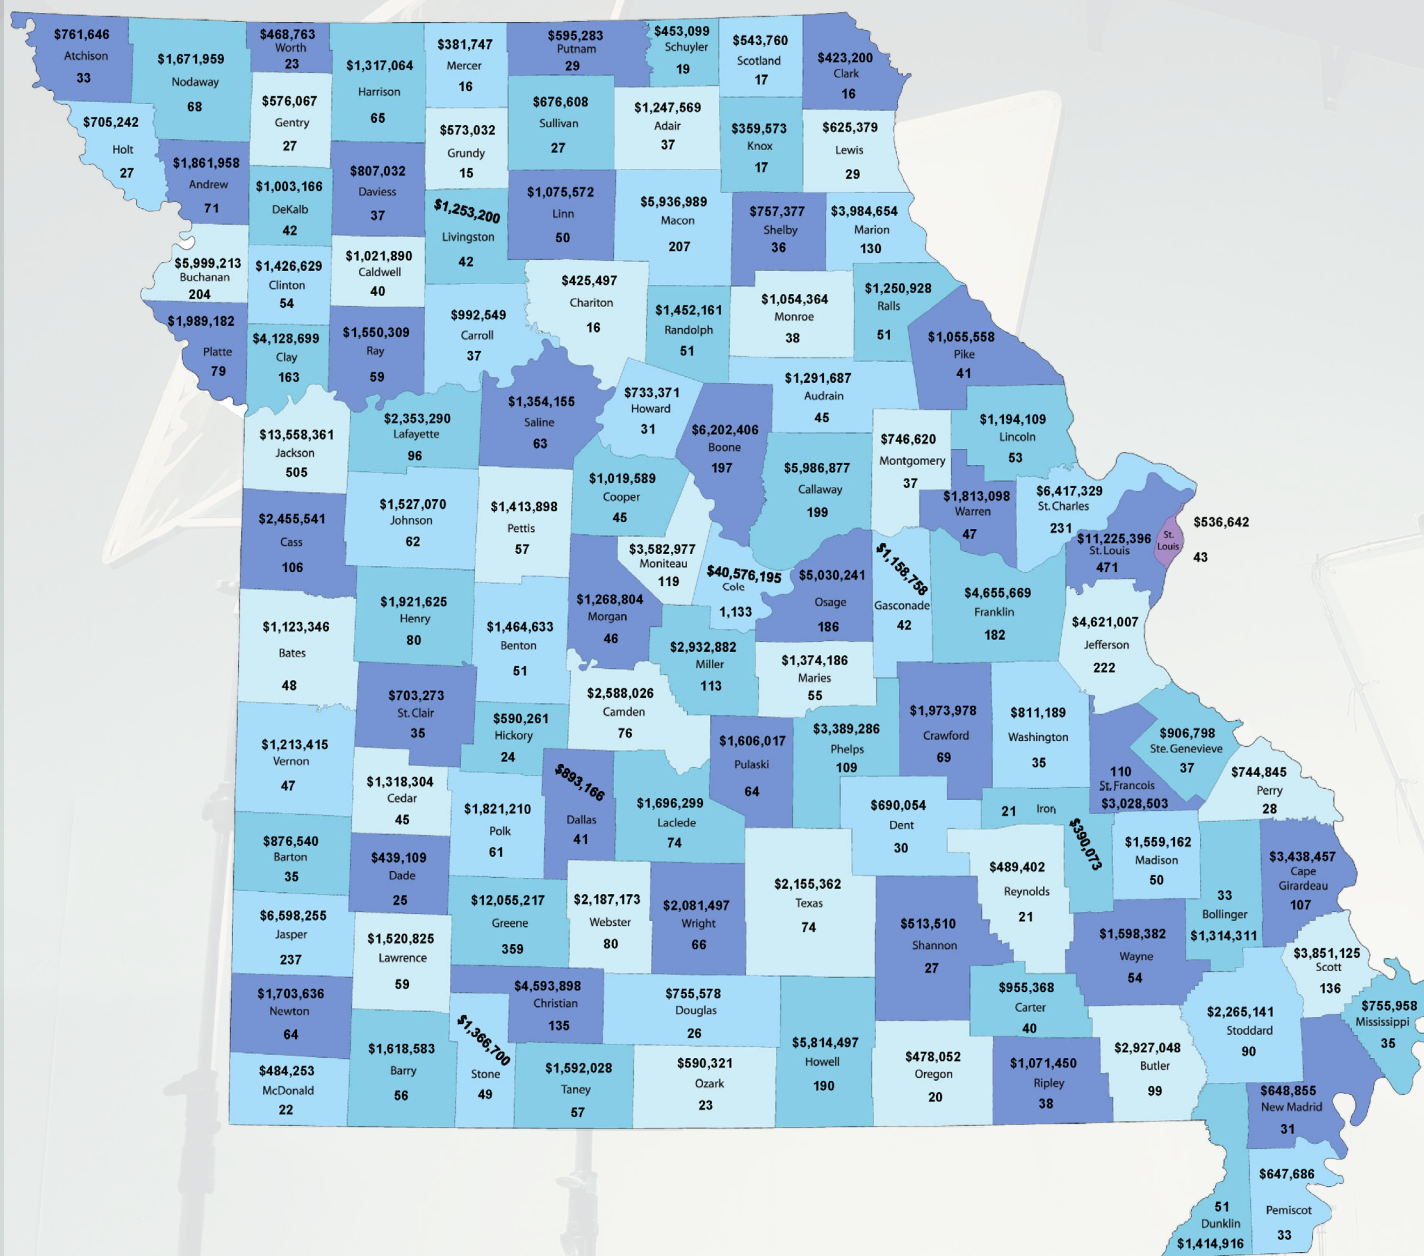 $761,646
Atchison
33
$1,671,959
Nodaway
68
$468,763
Worth
23
$1,317,064
Harrison
65
$381,747
Mercer
16
$595,283
Putnam
29
$453,099
Schuyler
19
$543,760
Scotland
17
$423,200
Clark
16
$705,242
Holt
27
$576,067
Gentry
27
$573,032
Grundy
15
$676,608
Sullivan
27
$1,247,569
Adair
37
$359,573
Knox
17
$625,379
Lewis
29
$1,861,958
Andrew
71
$1,003,166
DeKalb
42
$807,032
Daviess
37
$1,253,200
Livingston
42
$1,075,572
Linn
50
$5,936,989
Macon
207
$757,377
Shelby
36
$3,984,654
Marion
130
$5,999,213
Buchanan
204
$1,426,629
Clinton
54
$1,021,890
Caldwell
40
$425,497
Chariton
16
$1,452,161
Randolph
51
$1,054,364
Monroe
38
$1,250,928
Ralls
51
$1,989,182
Platte
79
$4,128,699
Clay
163
$1,550,309
Ray
59
$992,549
Carroll
37
$1,055,558
Pike
41
$1,291,687
Audrain
45
$733,371
Howard
31
$1,354,155
Saline
63
$2,353,290
Lafayette
96
$13,558,361
Jackson
505
$6,202,406
Boone
197
$5,986,877
Callaway
199
$746,620
Montgomery
37
$1,194,109
Lincoln
53
$1,813,098
Warren
47
$6,417,329
St. Charles
231
$11,225,396
St. Louis
471
St.
Louis
$536,642
43
$2,455,541
Cass
106
$1,527,070
Johnson
62
$1,413,898
Pettis
57
$1,019,589
Cooper
45
$3,582,977
Moniteau
119
$40,576,195
Cole
1,133
$5,030,241
Osage
186
$1,158,758
Gasconade
42
$4,655,669
Franklin
182
$4,621,007
Jefferson
222
$1,123,346
Bates
48
$1,921,625
Henry
80
$1,464,633
Benton
51
$1,268,804
Morgan
46
$2,932,882
Miller
113
$1,374,186
Maries
55
$703,273
St. Clair
35
$590,261
Hickory
24
$2,588,026
Camden
76
$1,606,017
Pulaski
64
$3,389,286
Phelps
109
$1,973,978
Crawford
69
$811,189
Washington
35
110
St. Francois
$3,028,503
$906,798
Ste. Genevieve
37
$744,845
Perry
28
$1,213,415
Vernon
47
$1,318,304
Cedar
45
$1,821,210
Polk
61
$893,166
Dallas
41
$1,696,299
Laclede
74
$690,054
Dent
30
21 Iron
$390,073
$1,559,162
Madison
50
33
Bollinger
$1,314,311
$3,438,457
Cape
Girardeau
107
$876,540
Barton
35
$439,109
Dade
25
$12,055,217
Greene
359
$2,187,173
Webster
80
$2,081,497
Wright
66
$2,155,362
Texas
74
$513,510
Shannon
27
$489,402
Reynolds
21
$1,598,382
Wayne
54
$3,851,125
Scott
136
$6,598,255
Jasper
237
$1,520,825
Lawrence
59
$4,593,898
Christian
135
$755,578
Douglas
26
$5,814,497
Howell
190
$955,368
Carter
40
$2,265,141
Stoddard
90
$755,958
Mississippi
35
$1,703,636
Newton
64
$484,253
McDonald
22
$1,618,583
Barry
56
$1,366,700
Stone
49
$1,592,028
Taney
57
$590,321
Ozark
23
$478,052
Oregon
20
$1,071,450
Ripley
38
$2,927,048
Butler
99
$648,855
New Madrid
31
$647,686
Pemiscot
33
51
Dunklin
$1,414,916